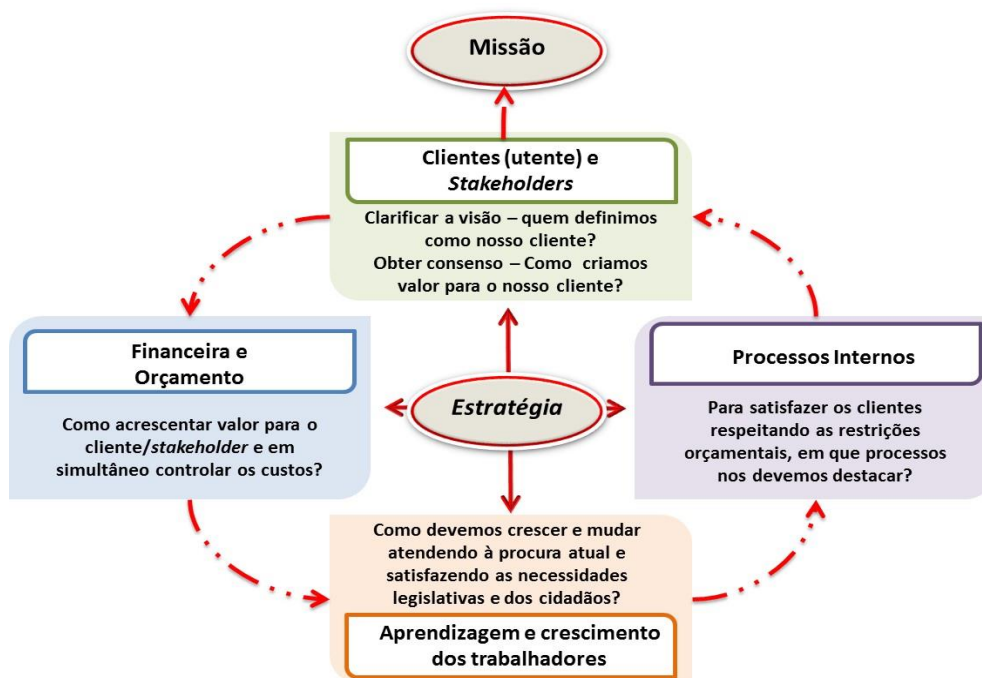 Missão
Clientes (utente) e
Stakeholders
Clarificar a visão – quem definimos
como nosso cliente?
Obter consenso – Como criamos
valor para o nosso cliente?
Financeira e
Orçamento
Como acrescentar valor para o
cliente/stakeholder e em
simultâneo controlar os custos?
Estratégia
Processos Internos
Para satisfazer os clientes
respeitando as restrições
orçamentais, em que processos
nos devemos destacar?
Como devemos crescer e mudar
atendendo à procura atual e
satisfazendo as necessidades
legislativas e dos cidadãos?
Aprendizagem e crescimento
dos trabalhadores